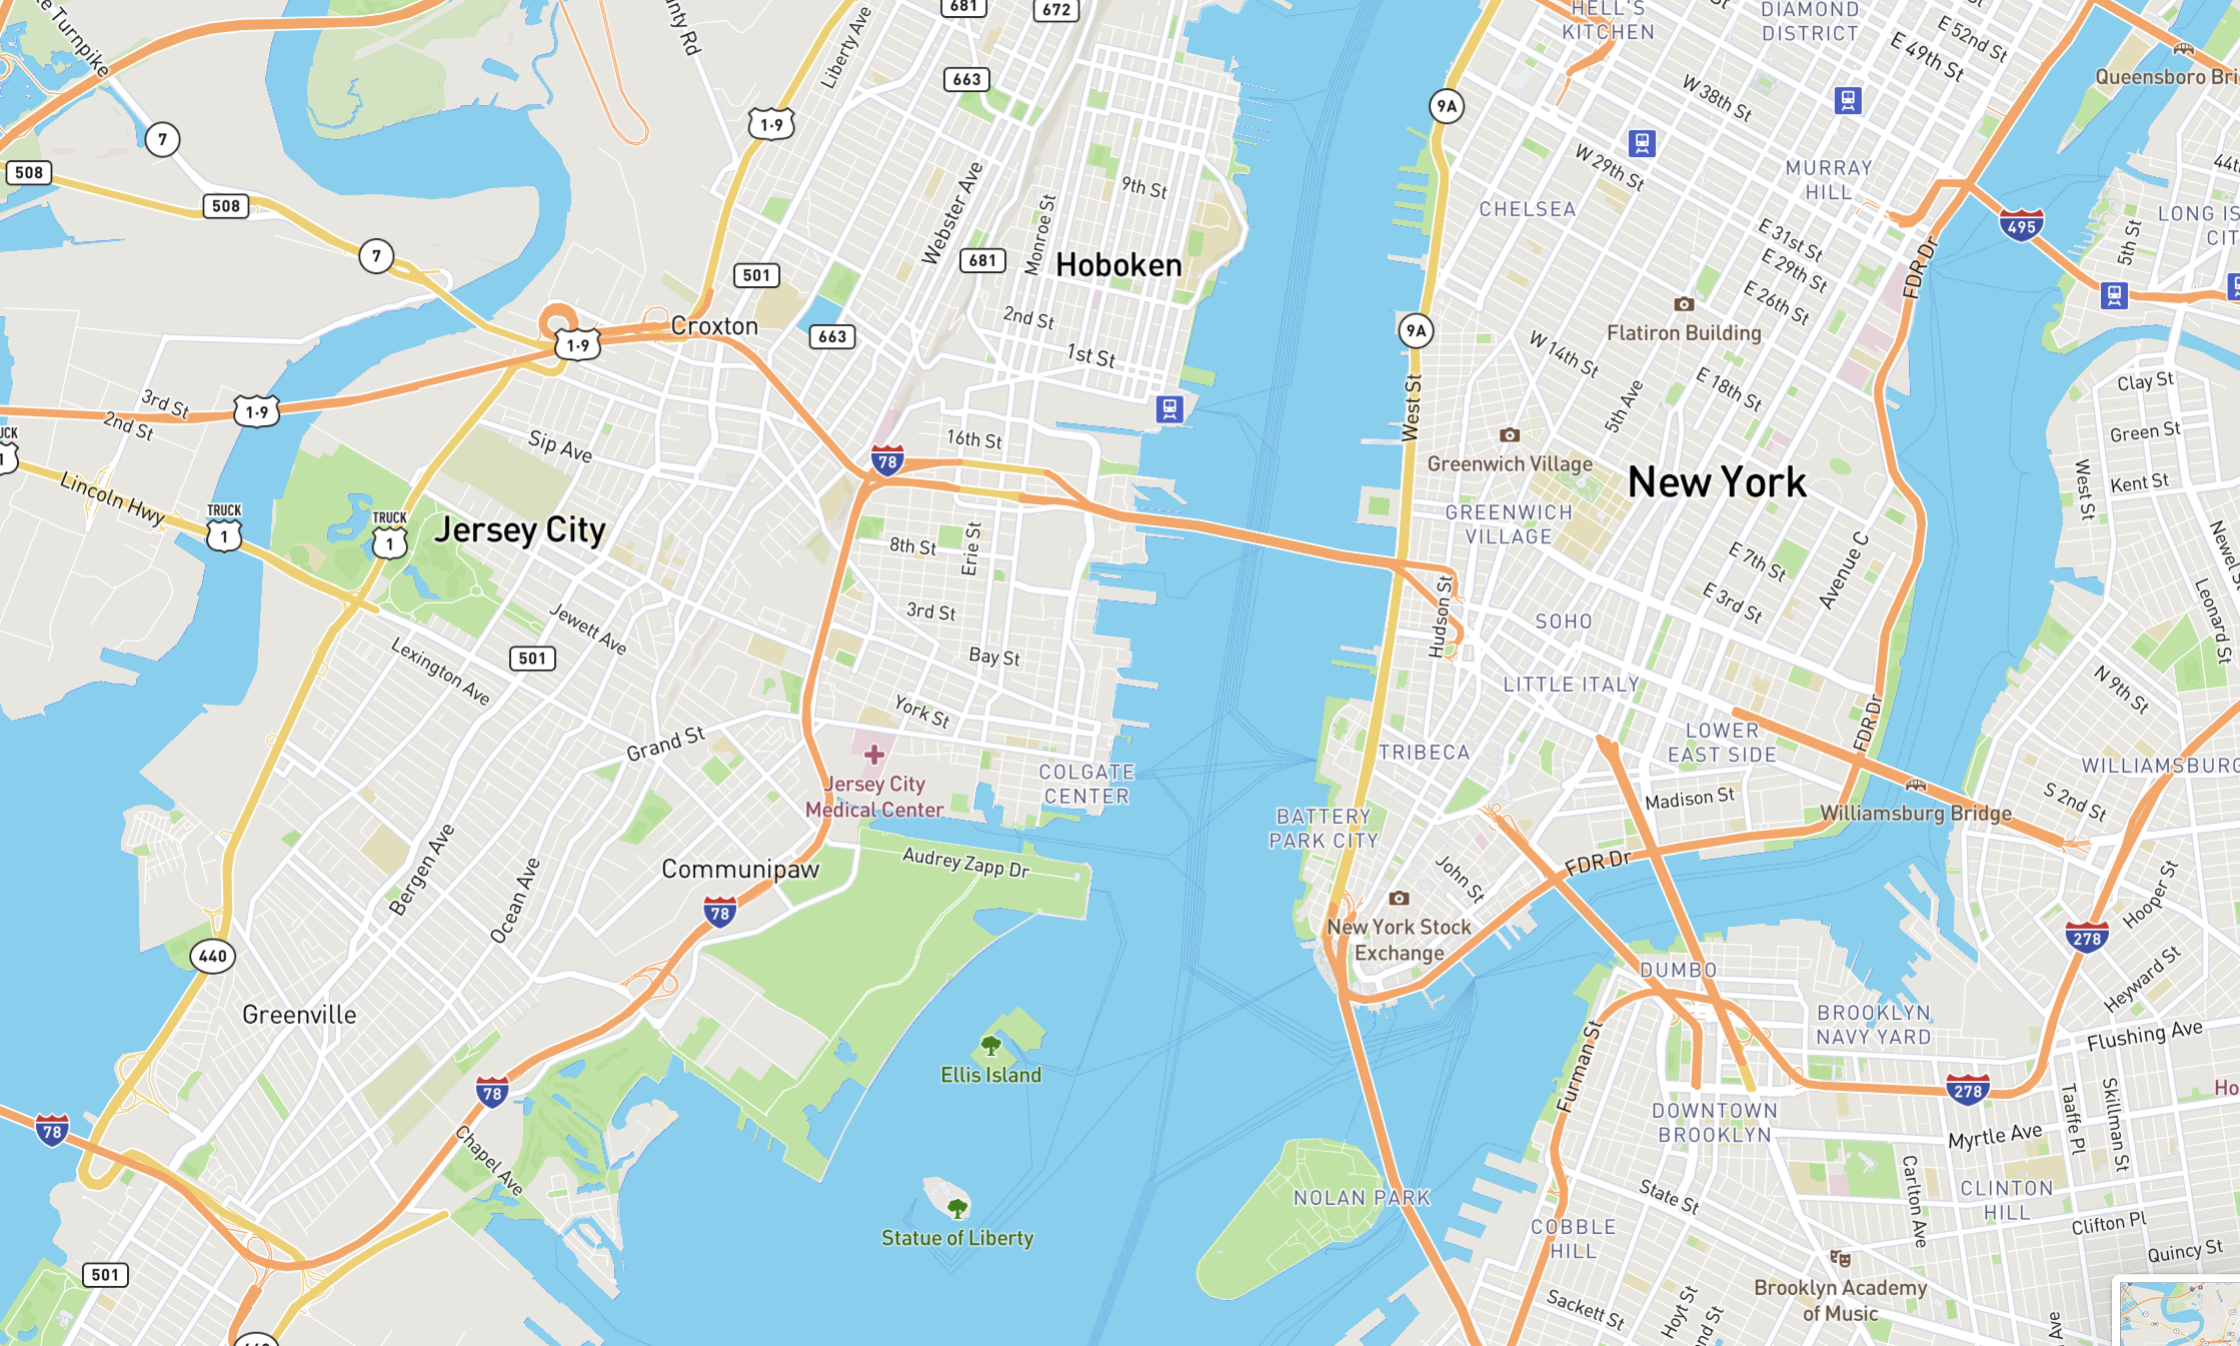 681
672
HELL'S
KITCHEN
DIAMOND
DISTRICT
E 52nd St
E 49th St
Turnpike
Liberty Ave
663
9A
W 38th St
Queensboro Bri
1·9
7
508
508
W 29th St
MURRAY
HILL
9th St
CHELSEA
Webster Ave
Monroe St
7
501
681
Hoboken
E 31st St
E 29th St
E 26th St
FDR Dr
495
5th St
LONG IS
CIT
Croxton
663
2nd St
1st St
9A
Flatiron Building
W 14th St
1·9
1·9
3rd St
2nd St
West St
5th Ave
E 18th St
Clay St
Green St
Kent St
West St
Sip Ave
16th St
78
Greenwich Village
New York
Lincoln Hwy
TRUCK
1
TRUCK
1
1
Jersey City
8th St
Erie St
GREENWICH
VILLAGE
E 7th St
E 3rd St
Avenue C
Leonard St
Jewett Ave
3rd St
Hudson St
SOHO
Lexington Ave
501
Bay St
LITTLE ITALY
N 9th St
York St
Grand St
FDR Dr
LOWER
EAST SIDE
TRIBECA
COLGATE
CENTER
Jersey City
Medical Center
WILLIAMSBURG
Madison St
S 2nd St
BATTERY
PARK CITY
Williamsburg Bridge
Bergen Ave
Ocean Ave
Communipaw
Audrey Zapp Dr
John St
FDR Dr
78
New York Stock
Exchange
Hooper St
278
440
DUMBO
Heyward St
Greenville
BROOKLYN
NAVY YARD
Flushing Ave
Ellis Island
Furman St
78
78
278
DOWNTOWN
BROOKLYN
Taaffe Pl
Skillman St
Ho
Myrtle Ave
Chapel Ave
NOLAN PARK
State St
Carlton Ave
CLINTON
HILL
Statue of Liberty
COBBLE
HILL
Clifton Pl
Quincy St
501
Brooklyn Academy
of Music
Sackett St
Hoyt St
Ave